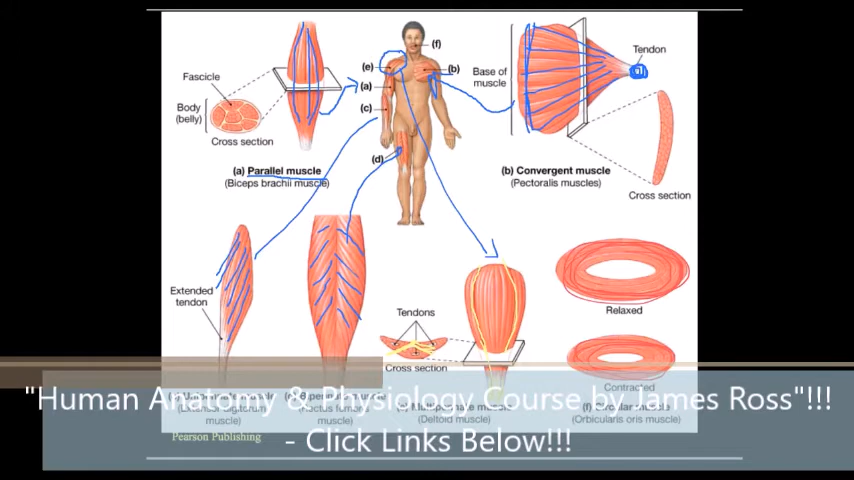 (f)
(e)
(b)
(a)
(c)
(d)
Fascicle
Body
(belly)
Cross section
(a) Parallel muscle
(Biceps brachii muscle)
Base of
muscle
Tendon
(b) Convergent muscle
(Pectoralis muscles)
Cross section
Extended
tendon
Tendons
Cross section
Relaxed
Contracted
(Deltoid muscle)
(f) Circular muscle
(Orbicularis oris muscle)
muscle)
muscle)
"Human Anatomy & Physiology Course by James Ross"!!!
- Click Links Below!!!
Pearson Publishing